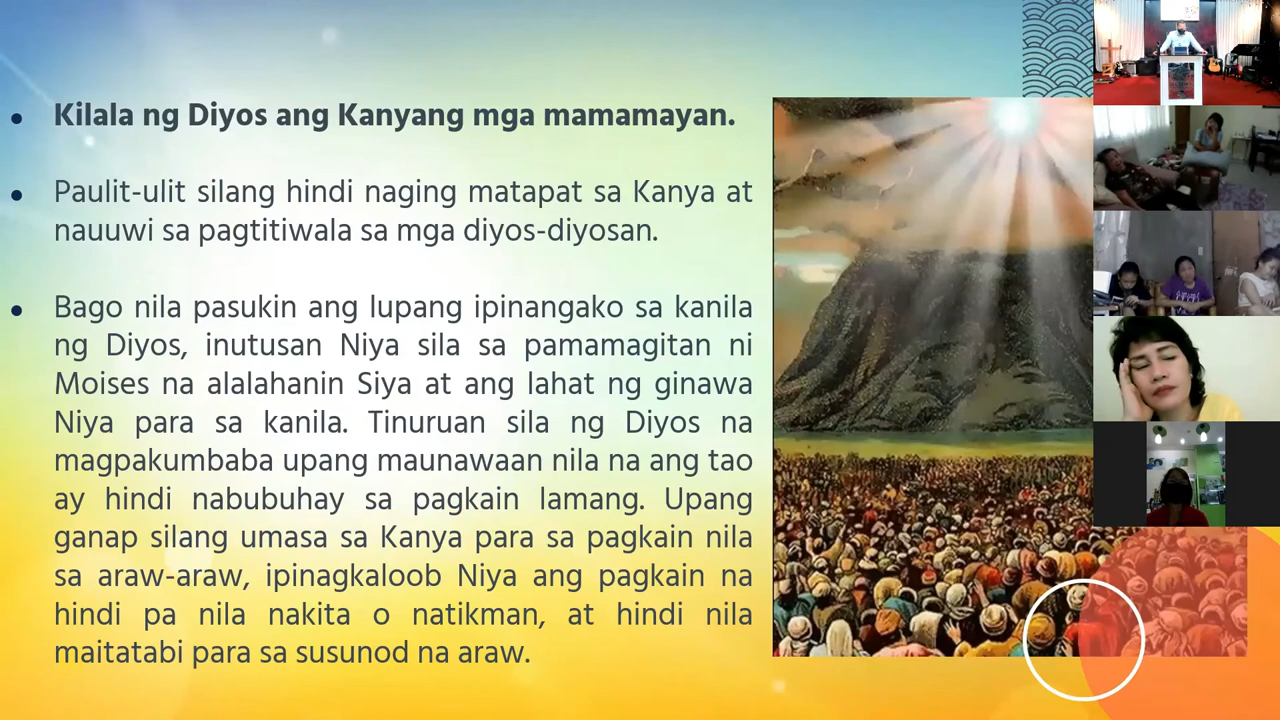 Kilala ng Diyos ang Kanyang mga mamamayan.
Paulit-ulit silang hindi naging matapat sa Kanya at
nauuwi sa pagtitiwala sa mga diyos-diyosan.
Bago nila pasukin ang lupang ipinangako sa kanila
ng Diyos, inutusan Niya sila sa pamamagitan ni
Moises na alalahanin Siya at ang lahat ng ginawa
Niya para sa kanila. Tinuruan sila ng Diyos na
magpakumbaba upang maunawaan nila na ang tao
ay hindi nabubuhay sa pagkain lamang. Upang
ganap silang umasa sa Kanya para sa pagkain nila
sa araw-araw, ipinagkaloob Niya ang pagkain na
hindi pa nila nakita o natikman, at hindi nila
maitatabi para sa susunod na araw.